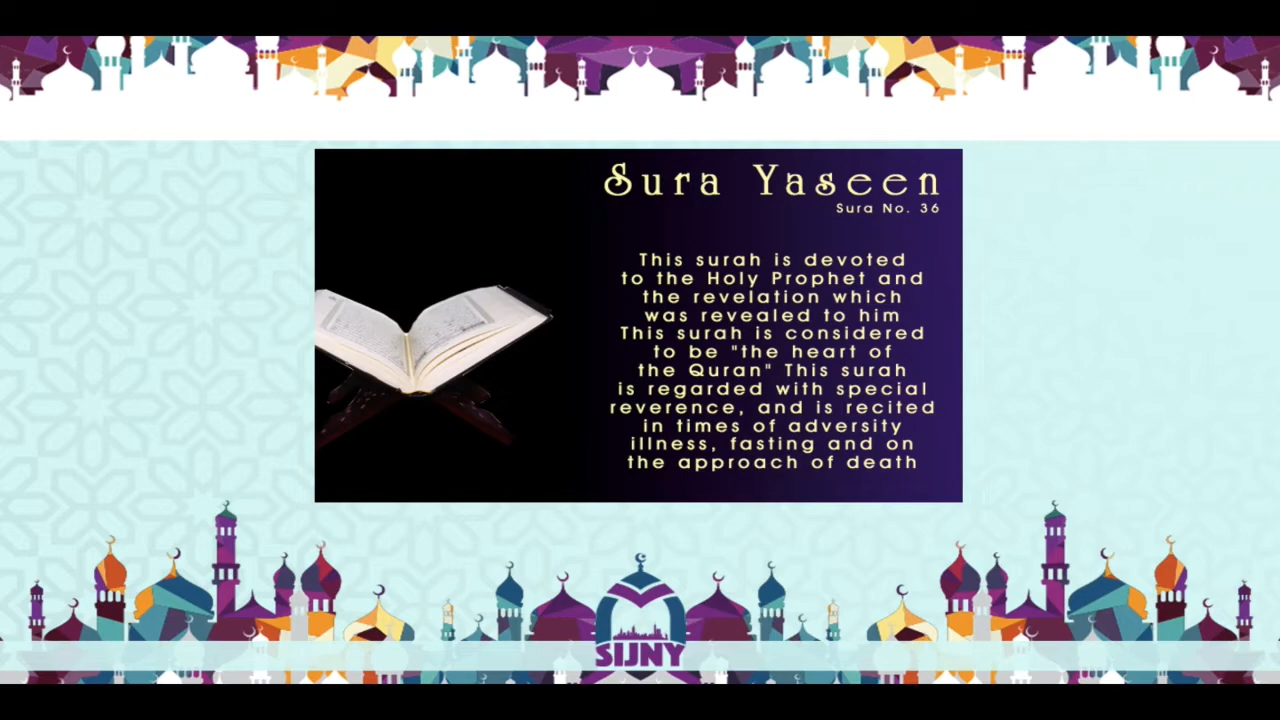 Sura Yaseen
Sura No. 36
This surah is devoted
to the Holy Prophet and
the revelation which
was revealed to him
This surah is considered
to be "the heart of
the Quran" This surah
is regarded with special
reverence, and is recited
in times of adversity
illness, fasting and on
the approach of death
SIJNY